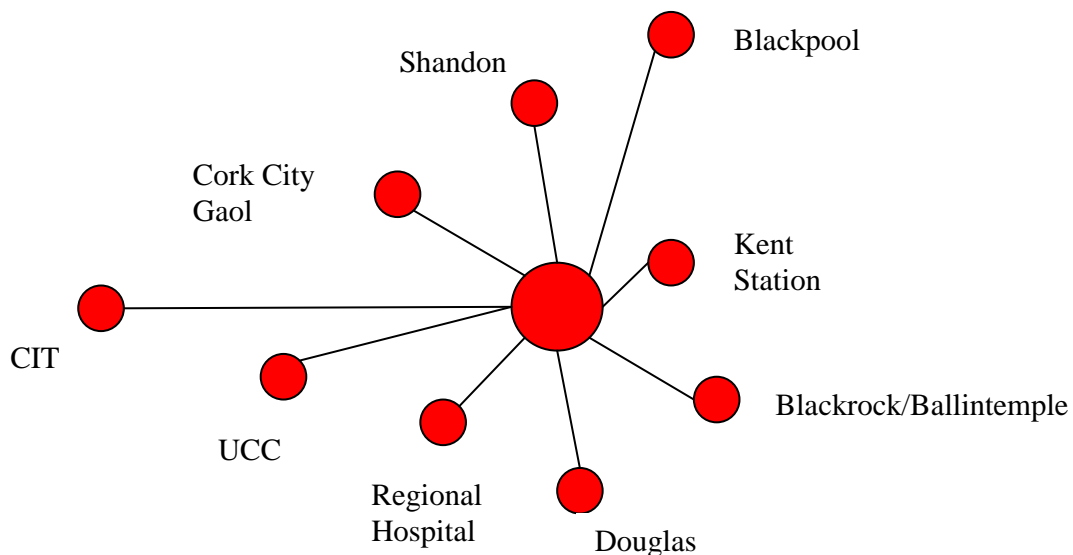 Blackpool
Shandon
Cork City
Gaol
Kent
Station
CIT
Blackrock/Ballintemple
UCC
Regional
Hospital
Douglas